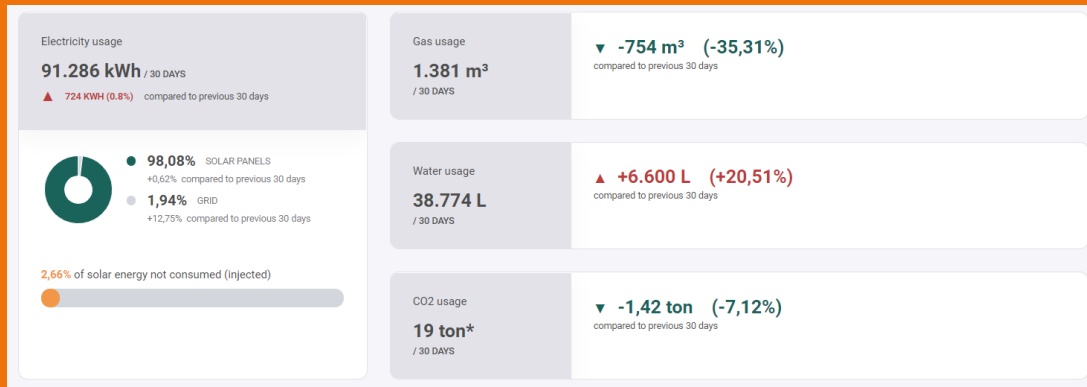 Electricity usage
91.286 kWh / 30 DAYS
▲ 724 KWH (0.8%) compared to previous 30 days
98,08% SOLAR PANELS
+0,62% compared to previous 30 days
1,94% GRID
+12,75% compared to previous 30 days
2,66% of solar energy not consumed (injected)
Gas usage
1.381 m³
/ 30 DAYS
▼ -754 m³ (-35,31%)
compared to previous 30 days
Water usage
38.774 L
/ 30 DAYS
▲ +6.600 L (+20,51%)
compared to previous 30 days
CO2 usage
19 ton*
/ 30 DAYS
▼ -1,42 ton (-7,12%)
compared to previous 30 days